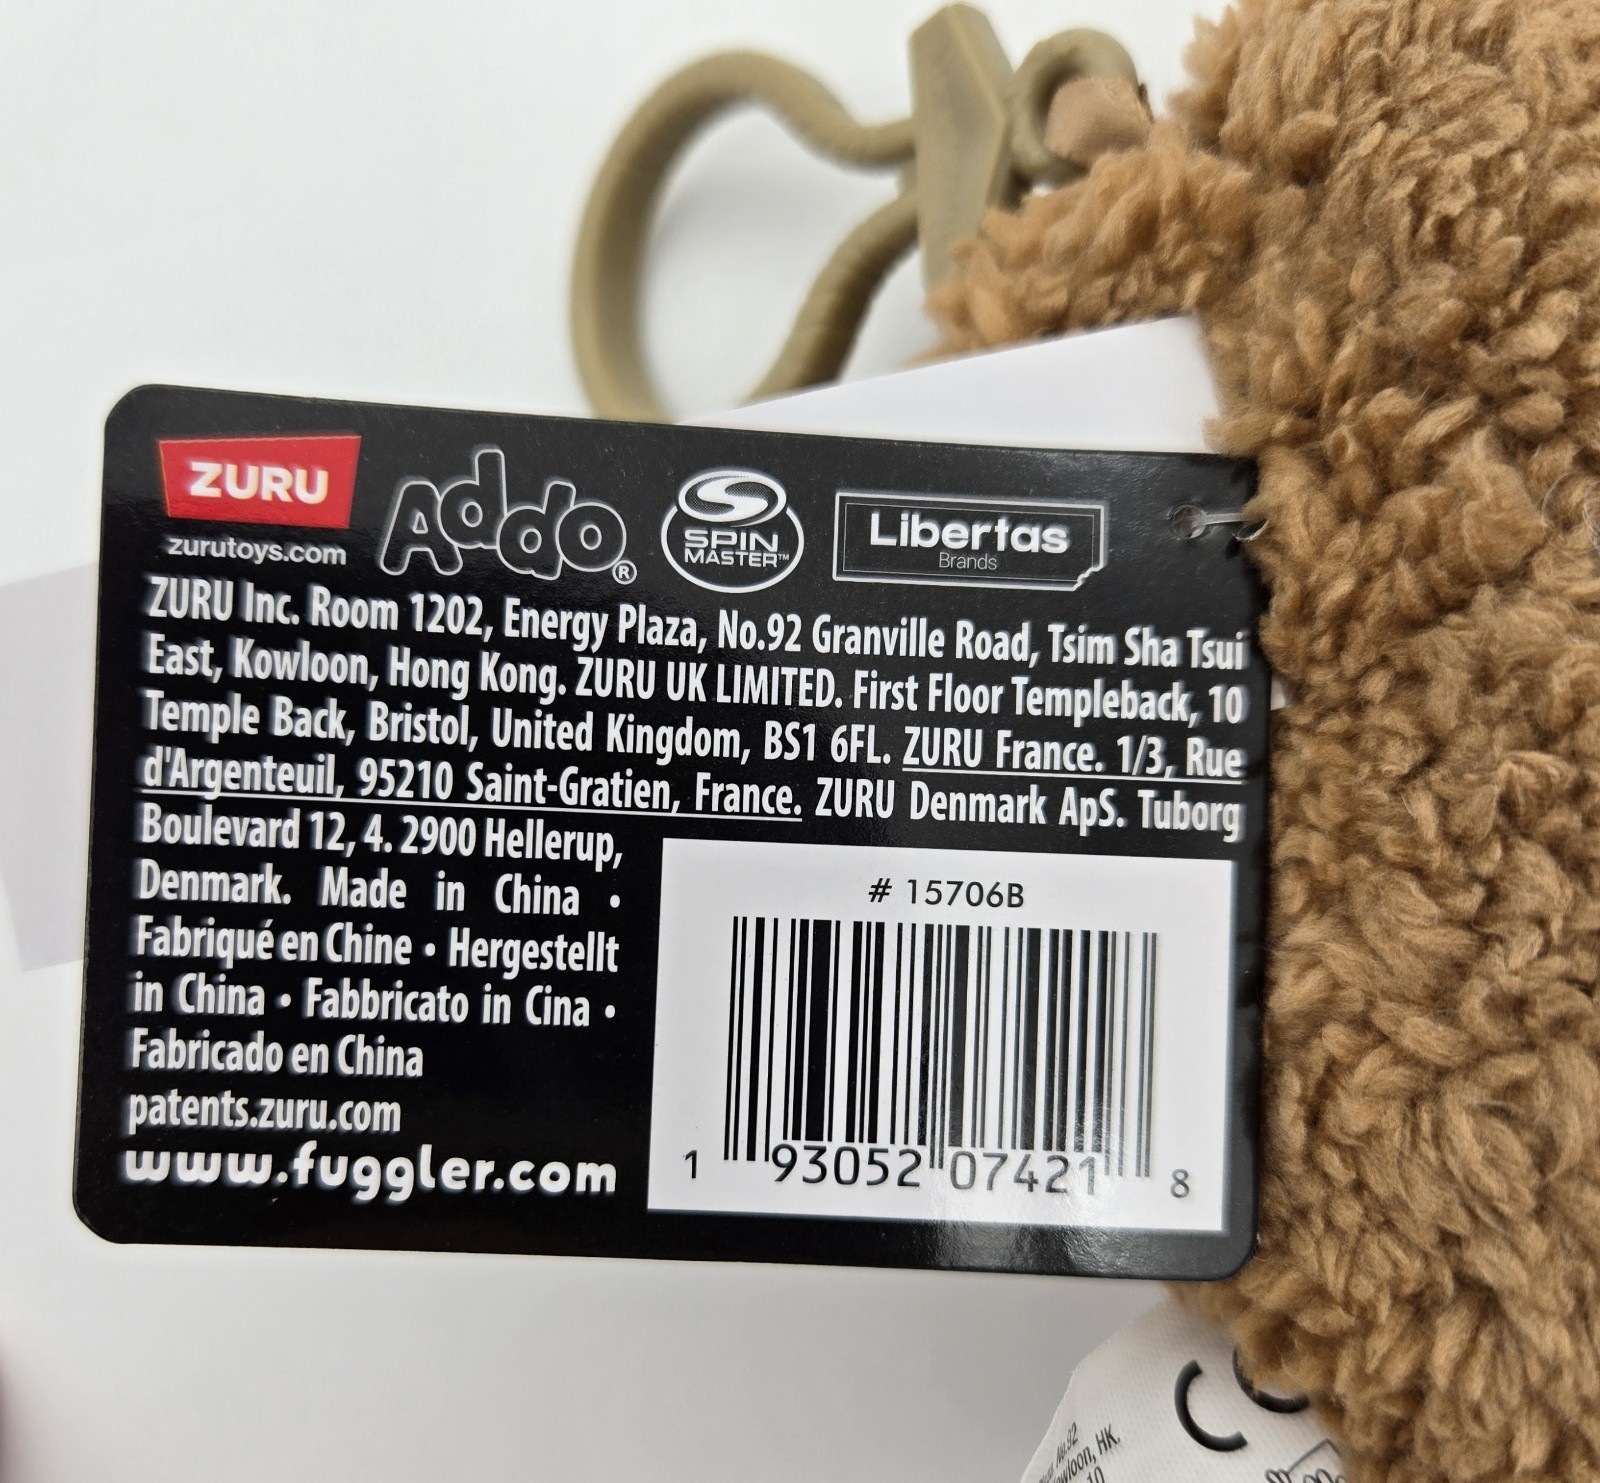 ZURU
zurutoys.com
Addo®
SPIN
MASTER™
Libertas
Brands
ZURU Inc. Room 1202, Energy Plaza, No.92 Granville Road, Tsim Sha Tsui
East, Kowloon, Hong Kong. ZURU UK LIMITED. First Floor Templeback, 10
Temple Back, Bristol, United Kingdom, BS1 6FL. ZURU France. 1/3, Rue
d'Argenteuil, 95210 Saint-Gratien, France. ZURU Denmark ApS. Tuborg
Boulevard 12, 4. 2900 Hellerup,
Denmark. Made in China •
Fabriqué en Chine • Hergestellt
in China • Fabbricato in Cina •
Fabricado en China
patents.zuru.com
www.fuggler.com
# 15706B
1 93052 07421 8
No.92
HK.
10